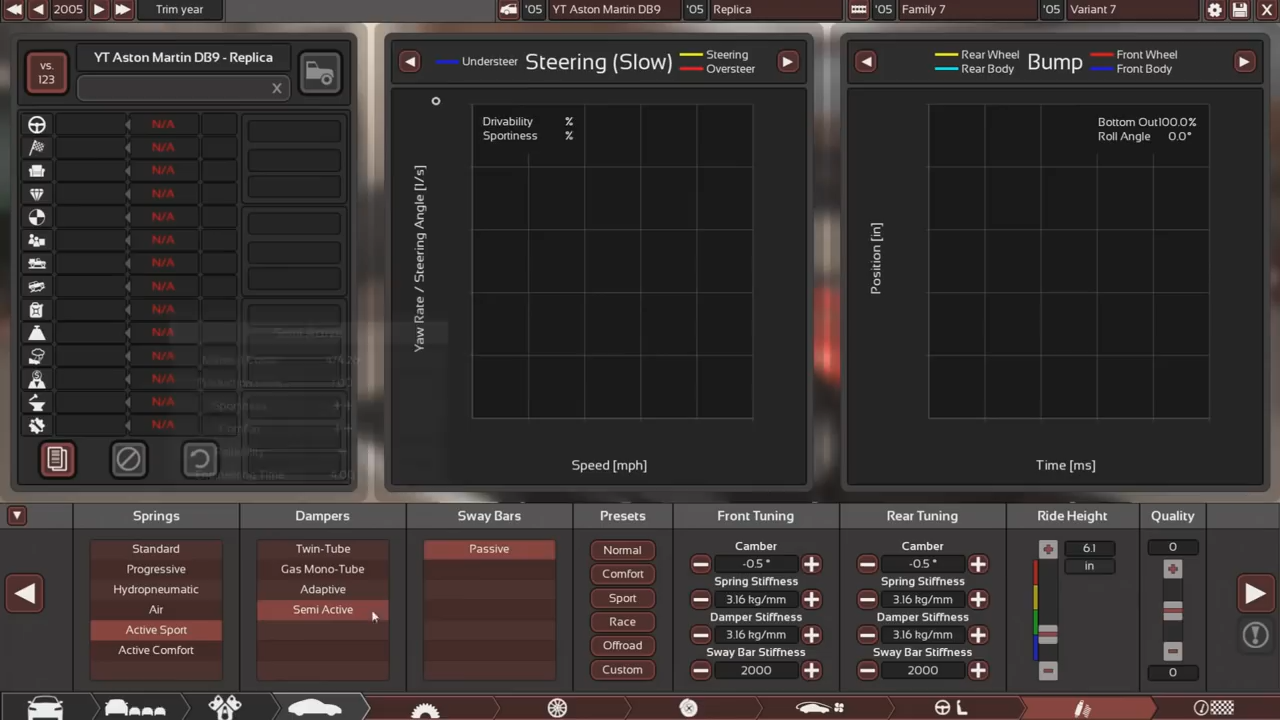 2005 Trim year '05 YT Aston Martin DB9 Replica '05 Family 7 '05 Variant 7
vs. 123
YT Aston Martin DB9 - Replica
X
N/A
N/A
N/A
N/A
N/A
N/A
N/A
N/A
N/A
N/A
N/A
N/A
N/A
N/A
Semi Active
Understeer
Steering (Slow)
Steering
Oversteer
Drivability %
Sportiness %
Yaw Rate / Steering Angle [1/s]
Speed [mph]
Rear Wheel
Rear Body
Bump
Front Wheel
Front Body
Bottom Out100.0%
Roll Angle 0.0°
Position [in]
Time [ms]
Springs
Standard
Progressive
Hydropneumatic
Air
Active Sport
Active Comfort
Dampers
Twin-Tube
Gas Mono-Tube
Adaptive
Semi Active
Sway Bars
Passive
Presets
Normal
Comfort
Sport
Race
Offroad
Custom
Front Tuning
Camber
-0.5 °
Spring Stiffness
3.16 kg/mm
Damper Stiffness
3.16 kg/mm
Sway Bar Stiffness
2000
Rear Tuning
Camber
-0.5 °
Spring Stiffness
3.16 kg/mm
Damper Stiffness
3.16 kg/mm
Sway Bar Stiffness
2000
Ride Height
6.1
in
Quality
0
0